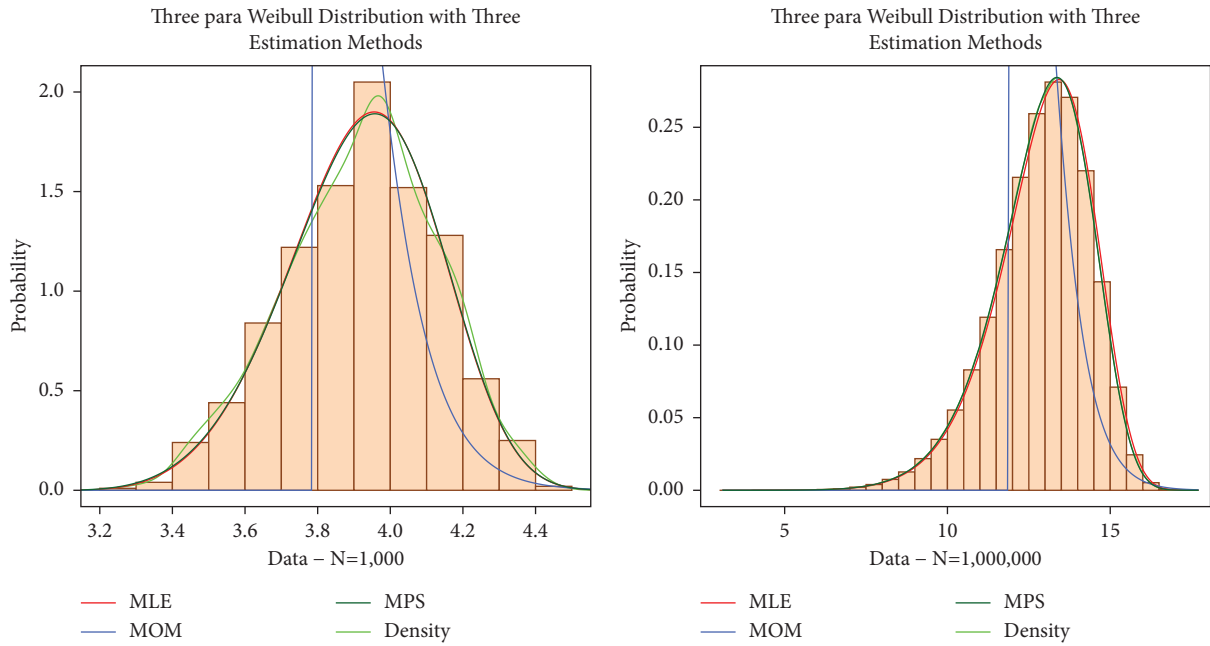 Three para Weibull Distribution with Three
Estimation Methods
2.0
1.5
1.0
0.5
0.0
Probability
3.2 3.4 3.6 3.8 4.0 4.2 4.4
Data − N=1,000
MLE MPS
MOM Density
Three para Weibull Distribution with Three
Estimation Methods
0.25
0.20
0.15
0.10
0.05
0.00
Probability
5 10 15
Data − N=1,000,000
MLE MPS
MOM Density